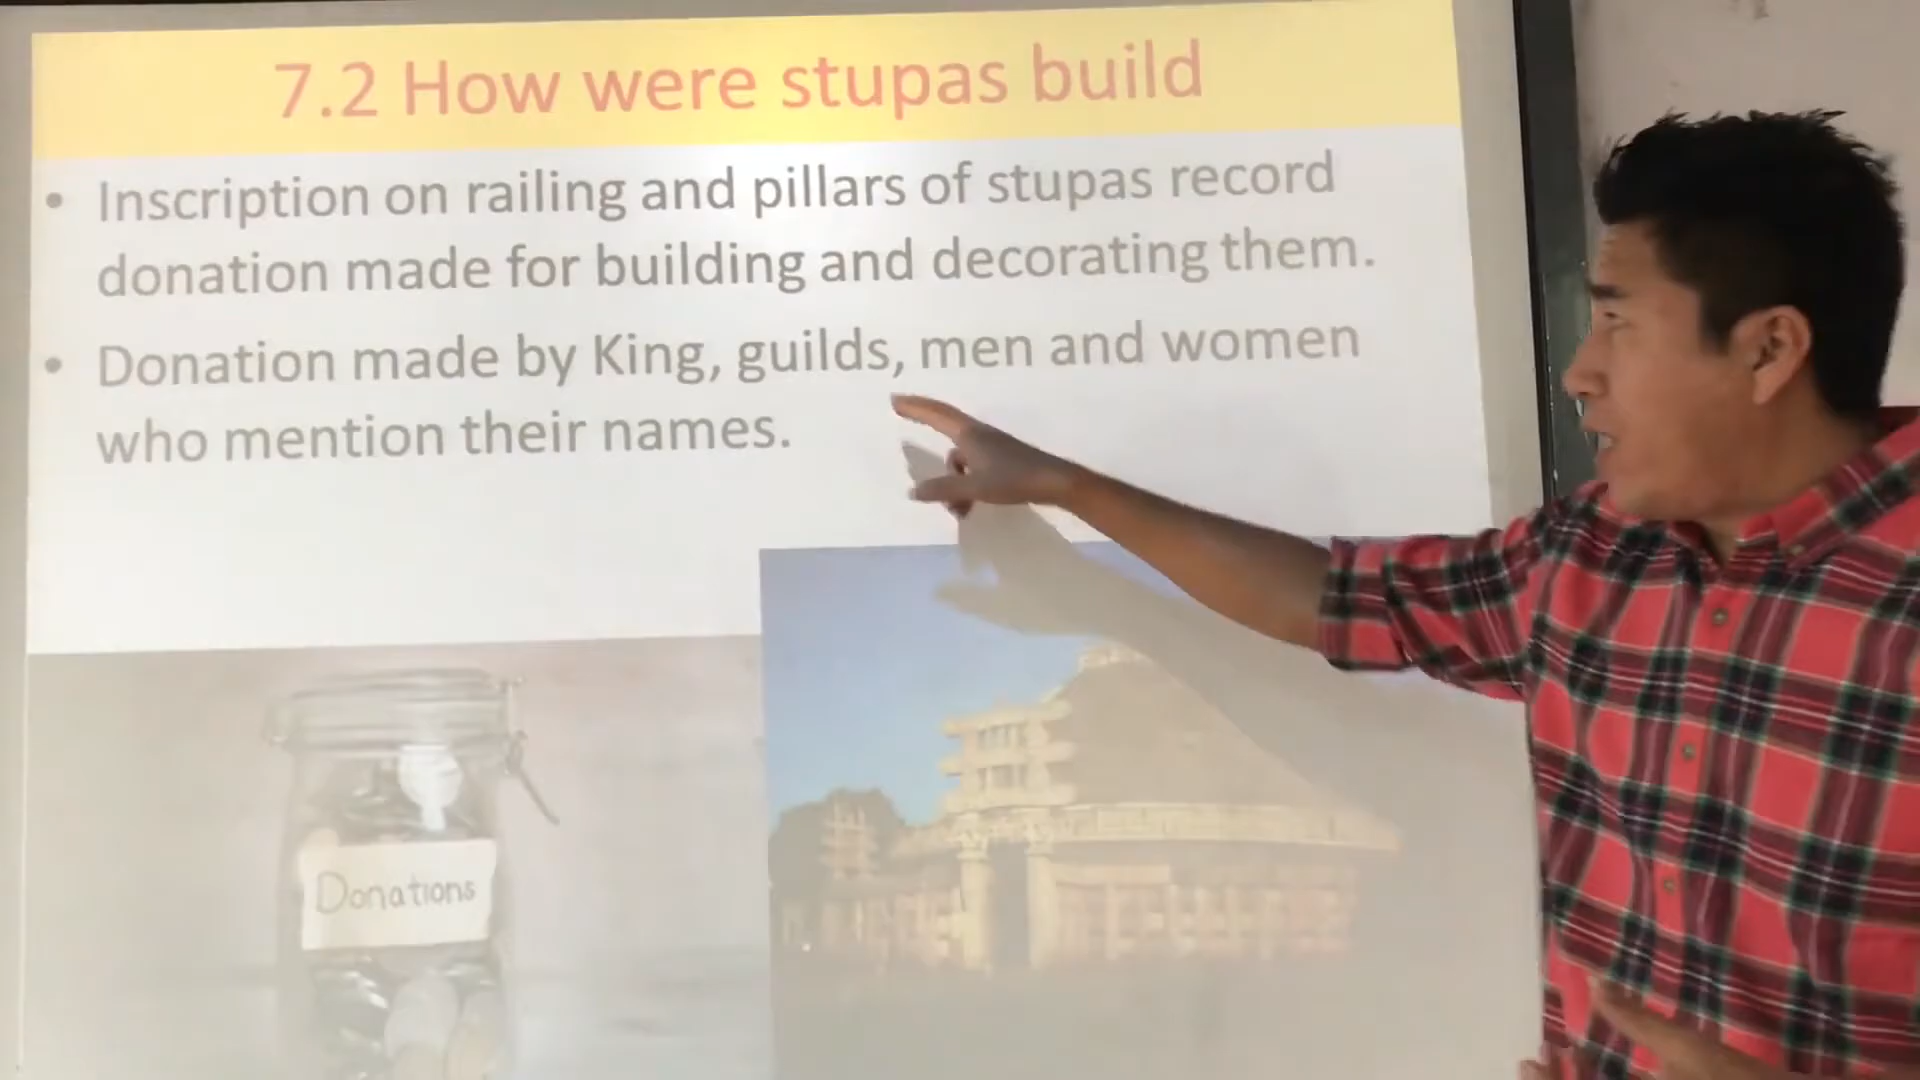 7.2 How were stupas build
• Inscription on railing and pillars of stupas record
donation made for building and decorating them.
• Donation made by King, guilds, men and women
who mention their names.
Donations